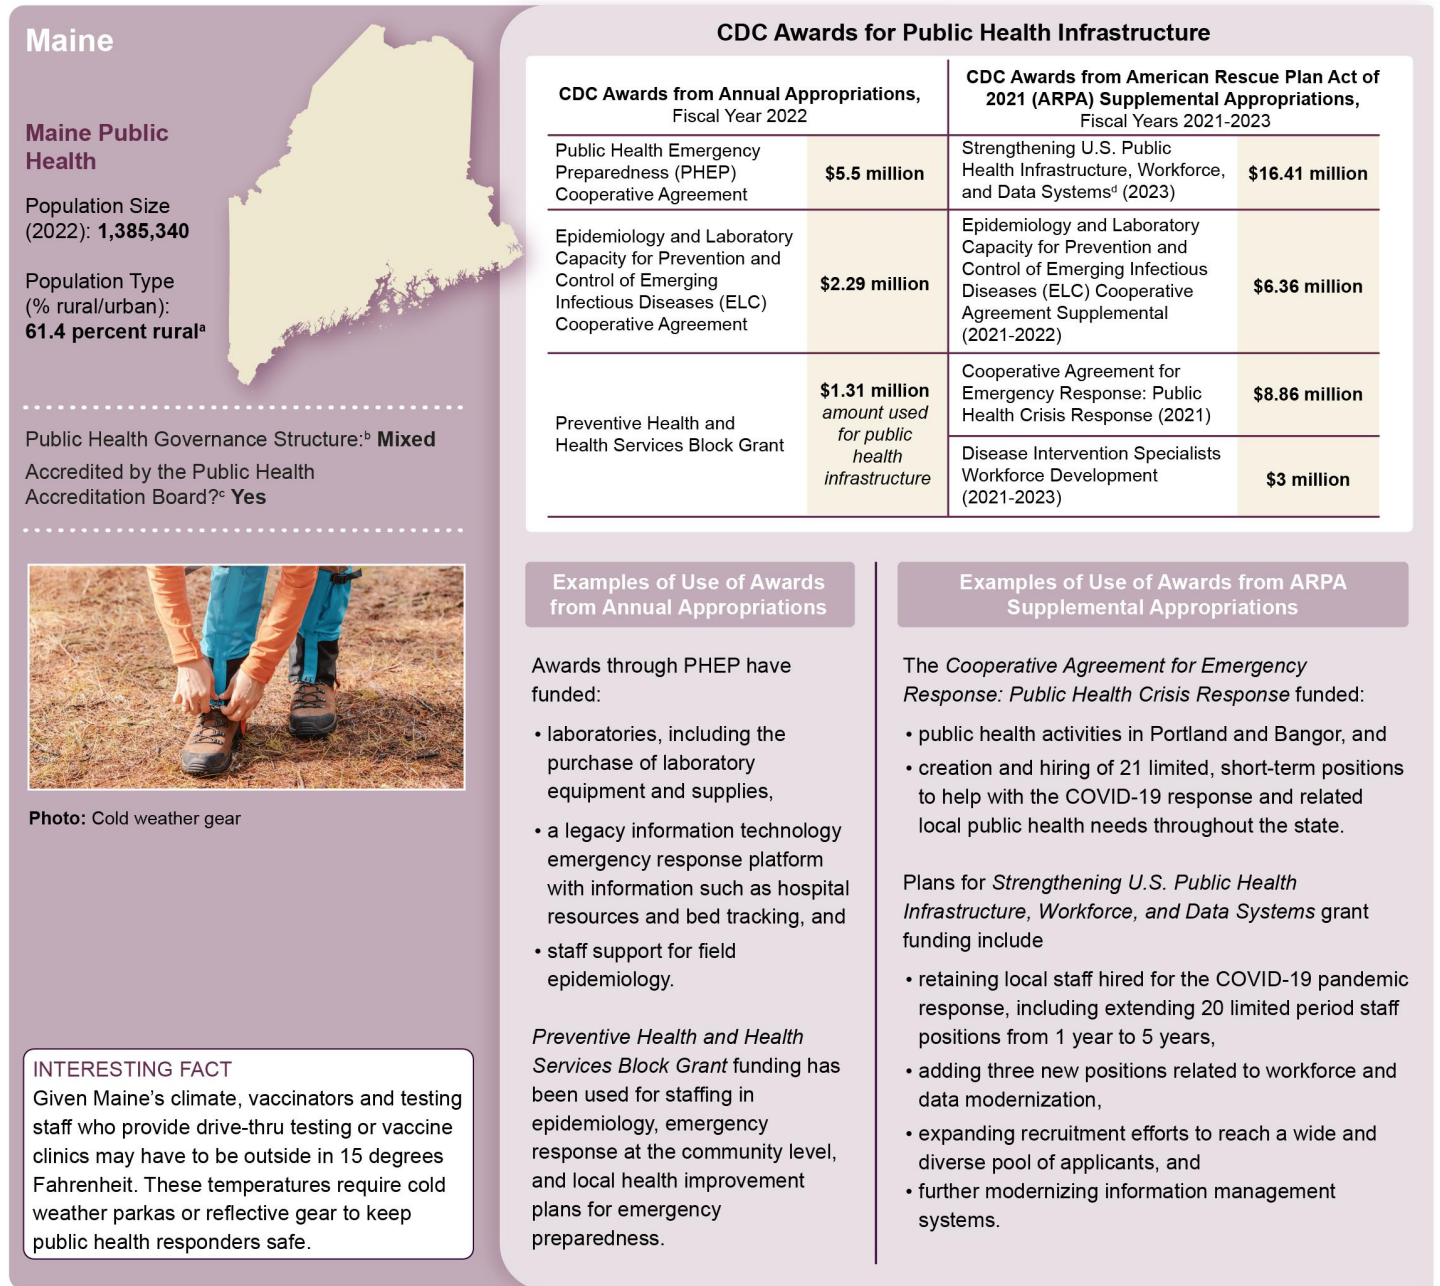 Maine
Maine Public
Health
Population Size
(2022): 1,385,340
Population Type
(% rural/urban):
61.4 percent ruralᵃ
Public Health Governance Structure:ᵇ Mixed
Accredited by the Public Health
Accreditation Board?ᶜ Yes
Photo: Cold weather gear
INTERESTING FACT
Given Maine’s climate, vaccinators and testing
staff who provide drive-thru testing or vaccine
clinics may have to be outside in 15 degrees
Fahrenheit. These temperatures require cold
weather parkas or reflective gear to keep
public health responders safe.
CDC Awards for Public Health Infrastructure
CDC Awards from Annual Appropriations,
Fiscal Year 2022
Public Health Emergency
Preparedness (PHEP)
Cooperative Agreement
$5.5 million
Epidemiology and Laboratory
Capacity for Prevention and
Control of Emerging
Infectious Diseases (ELC)
Cooperative Agreement
$2.29 million
Preventive Health and
Health Services Block Grant
$1.31 million
amount used
for public
health
infrastructure
CDC Awards from American Rescue Plan Act of
2021 (ARPA) Supplemental Appropriations,
Fiscal Years 2021-2023
Strengthening U.S. Public
Health Infrastructure, Workforce,
and Data Systemsᵈ (2023)
$16.41 million
Epidemiology and Laboratory
Capacity for Prevention and
Control of Emerging Infectious
Diseases (ELC) Cooperative
Agreement Supplemental
(2021-2022)
$6.36 million
Cooperative Agreement for
Emergency Response: Public
Health Crisis Response (2021)
$8.86 million
Disease Intervention Specialists
Workforce Development
(2021-2023)
$3 million
Examples of Use of Awards
from Annual Appropriations
Awards through PHEP have
funded:
• laboratories, including the
purchase of laboratory
equipment and supplies,
• a legacy information technology
emergency response platform
with information such as hospital
resources and bed tracking, and
• staff support for field
epidemiology.
Preventive Health and Health
Services Block Grant funding has
been used for staffing in
epidemiology, emergency
response at the community level,
and local health improvement
plans for emergency
preparedness.
Examples of Use of Awards from ARPA
Supplemental Appropriations
The Cooperative Agreement for Emergency
Response: Public Health Crisis Response funded:
• public health activities in Portland and Bangor, and
• creation and hiring of 21 limited, short-term positions
to help with the COVID-19 response and related
local public health needs throughout the state.
Plans for Strengthening U.S. Public Health
Infrastructure, Workforce, and Data Systems grant
funding include
• retaining local staff hired for the COVID-19 pandemic
response, including extending 20 limited period staff
positions from 1 year to 5 years,
• adding three new positions related to workforce and
data modernization,
• expanding recruitment efforts to reach a wide and
diverse pool of applicants, and
• further modernizing information management
systems.